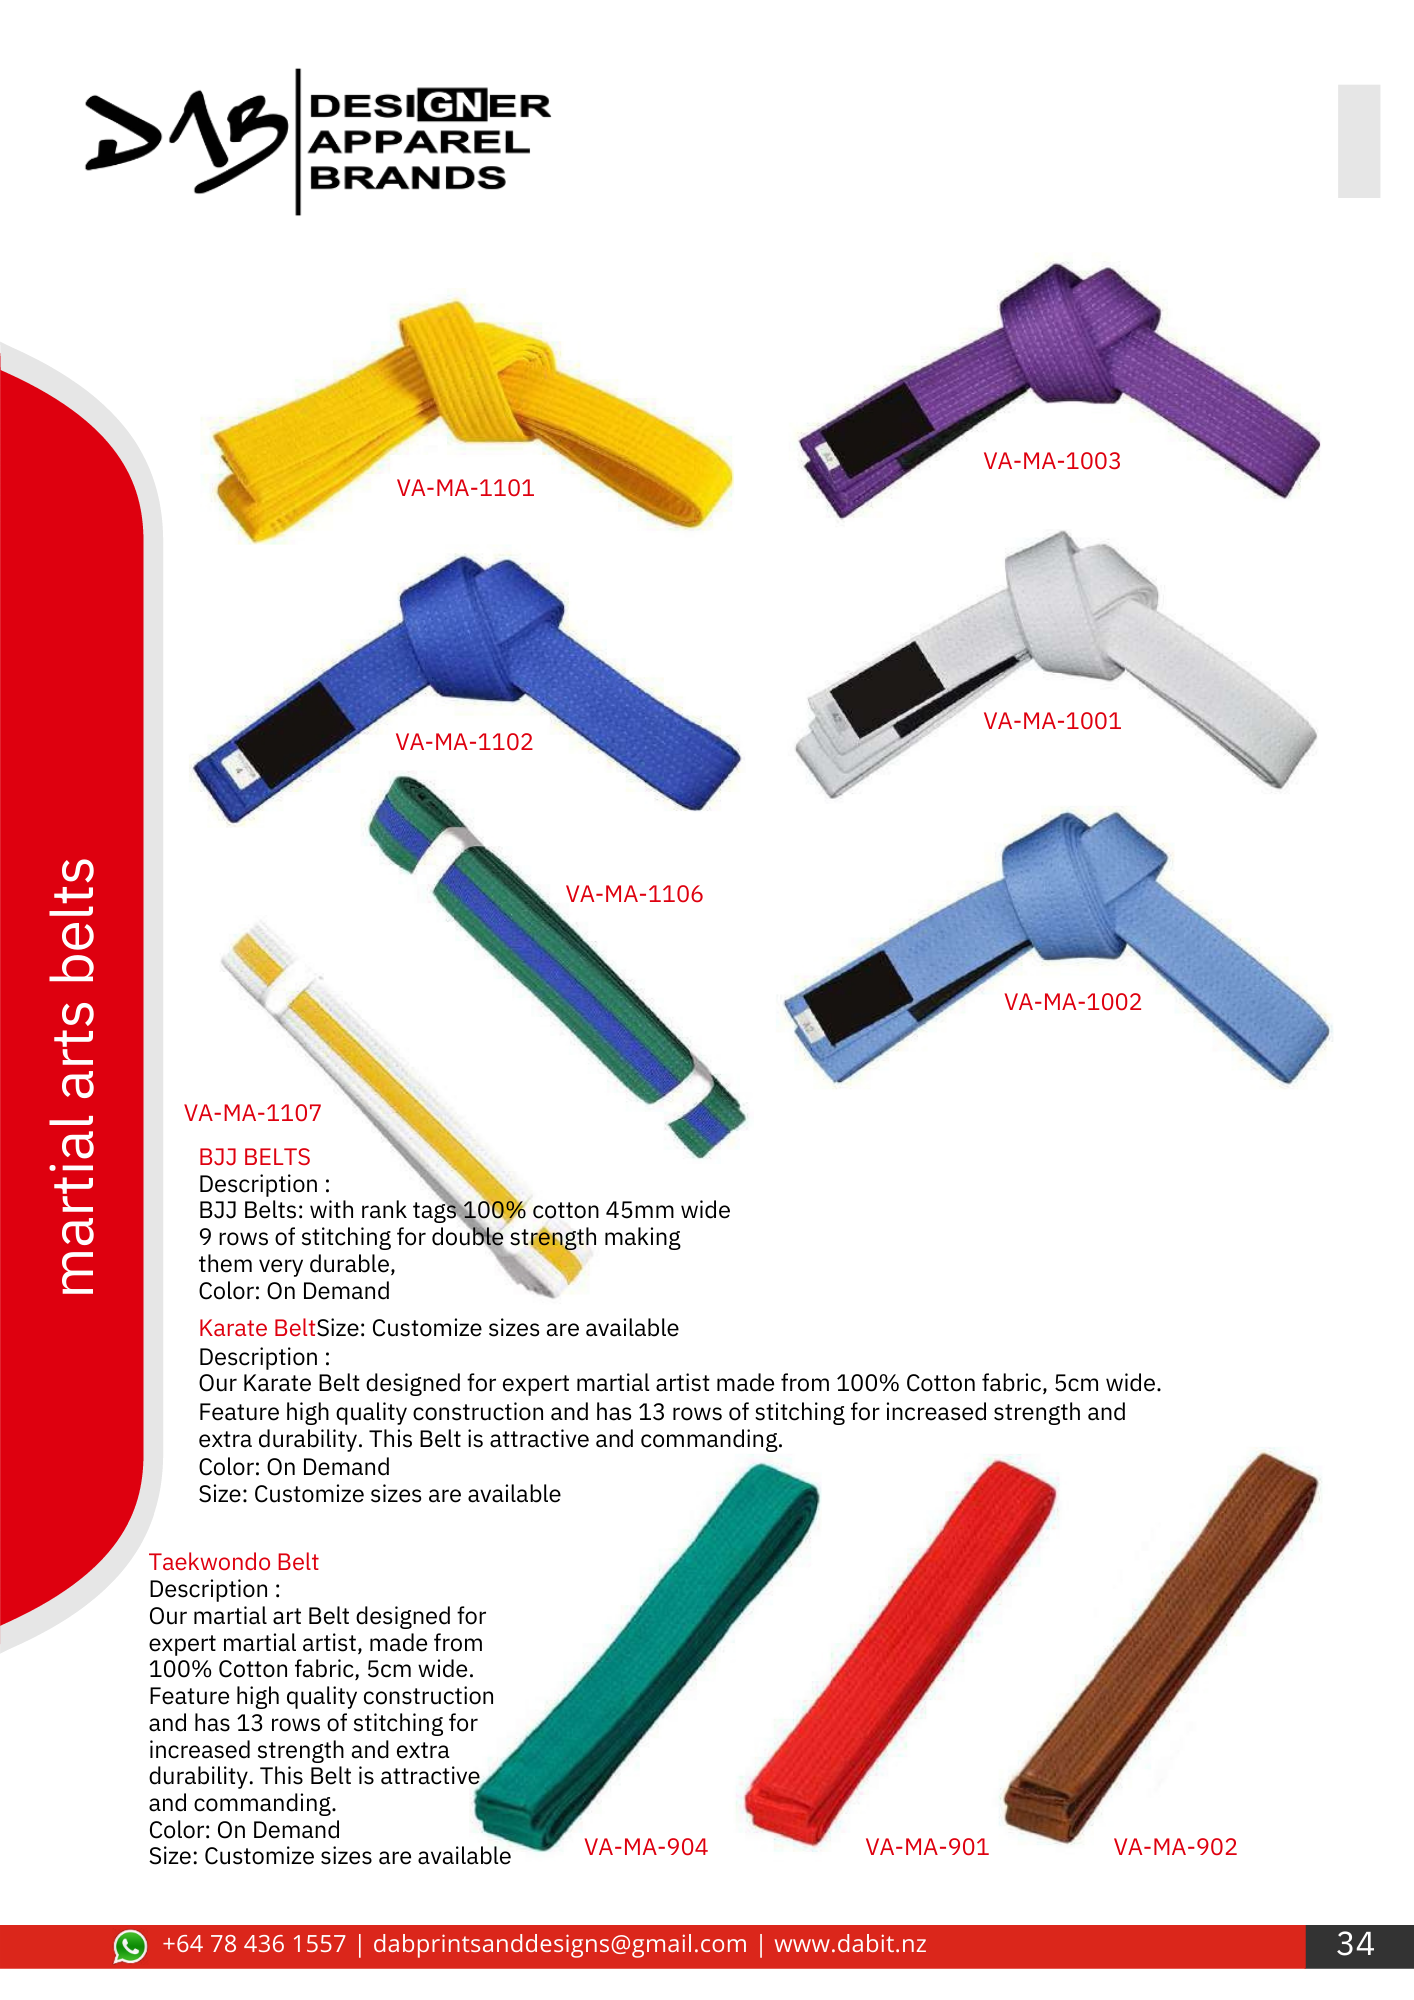 DAB
DESIGNER
APPAREL
BRANDS
VA-MA-1101
VA-MA-1003
VA-MA-1102
VA-MA-1001
VA-MA-1106
VA-MA-1002
VA-MA-1107
martial arts belts
BJJ BELTS
Description :
BJJ Belts: with rank tags 100% cotton 45mm wide
9 rows of stitching for double strength making
them very durable,
Color: On Demand
Karate BeltSize: Customize sizes are available
Description :
Our Karate Belt designed for expert martial artist made from 100% Cotton fabric, 5cm wide.
Feature high quality construction and has 13 rows of stitching for increased strength and
extra durability. This Belt is attractive and commanding.
Color: On Demand
Size: Customize sizes are available
Taekwondo Belt
Description :
Our martial art Belt designed for
expert martial artist, made from
100% Cotton fabric, 5cm wide.
Feature high quality construction
and has 13 rows of stitching for
increased strength and extra
durability. This Belt is attractive
and commanding.
Color: On Demand
Size: Customize sizes are available
VA-MA-904
VA-MA-901
VA-MA-902
+64 78 436 1557 | dabprintsanddesigns@gmail.com | www.dabit.nz
34